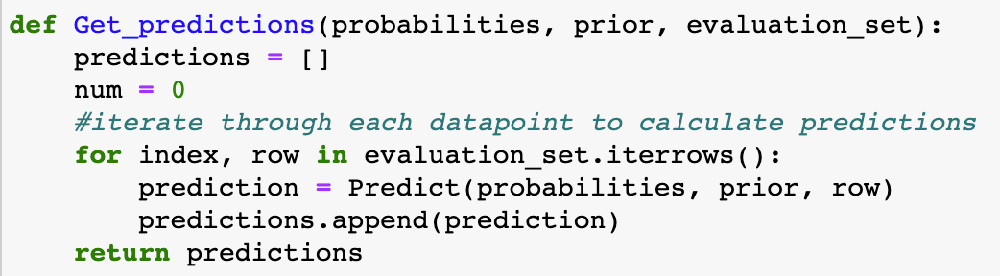 def Get_predictions(probabilities, prior, evaluation_set):
    predictions = []
    num = 0
    #iterate through each datapoint to calculate predictions
    for index, row in evaluation_set.iterrows():
        prediction = Predict(probabilities, prior, row)
        predictions.append(prediction)
    return predictions